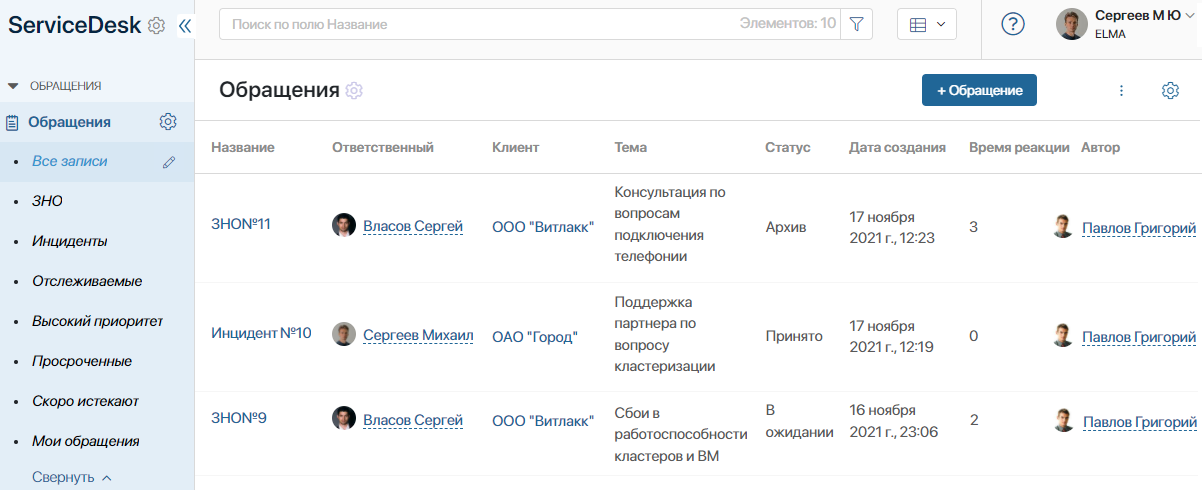 ServiceDesk
Поиск по полю Название
Элементов: 10
Сергеев М Ю
ELMA
ОБРАЩЕНИЯ
Обращения
Все записи
ЗНО
Инциденты
Отслеживаемые
Высокий приоритет
Просроченные
Скоро истекают
Мои обращения
Свернуть
Обращения
+ Обращение
Название Ответственный Клиент Тема Статус Дата создания Время реакции Автор
ЗНО№11
Власов Сергей
ООО "Витлакк"
Консультация по
вопросам
подключения
телефонии
Архив
17 ноября
2021 г., 12:23
3
Павлов Григорий
Инцидент №10
Сергеев Михаил
ОАО "Город"
Поддержка
партнера по
вопросу
кластеризации
Принято
17 ноября
2021 г., 12:19
0
Павлов Григорий
ЗНО№9
Власов Сергей
ООО "Витлакк"
Сбои в
работоспособности
кластеров и ВМ
В
ожидании
16 ноября
2021 г., 23:06
2
Павлов Григорий